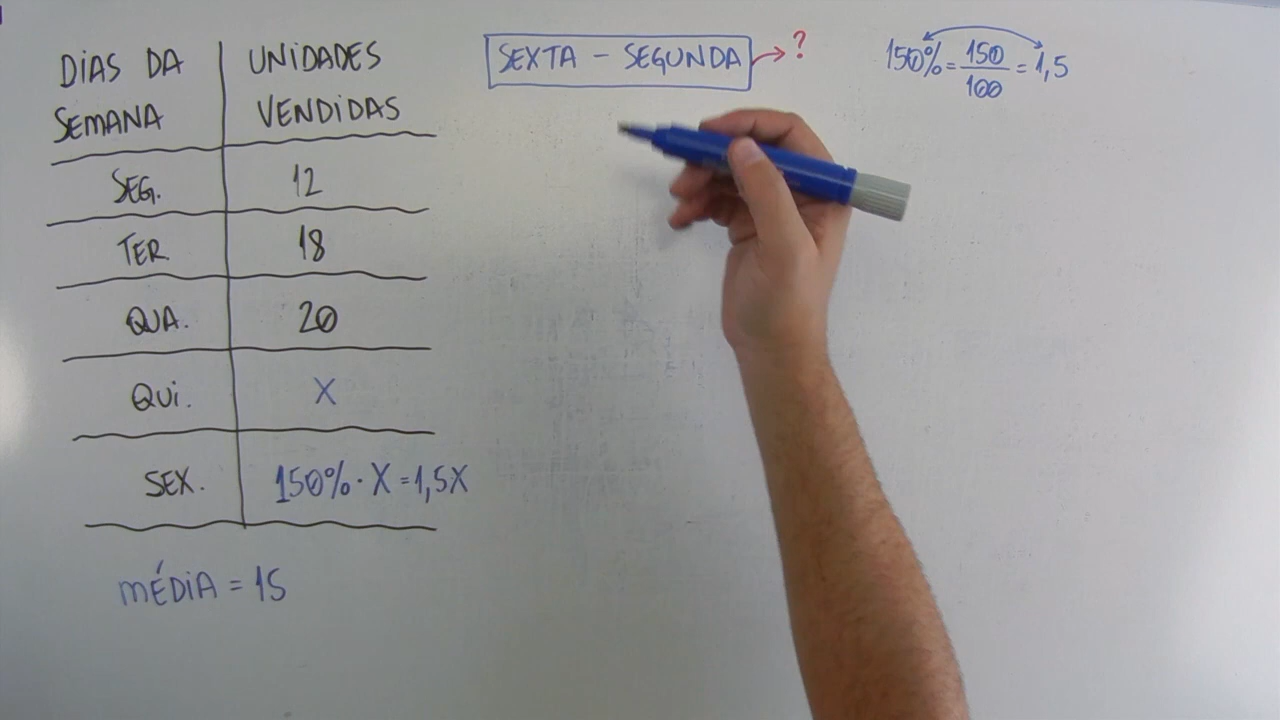 DIAS DA SEMANA | UNIDADES VENDIDAS
SEG. | 12
TER | 18
QUA. | 20
QUI. | X
SEX. | 150% · X = 1,5X
MÉDIA = 15
SEXTA – SEGUNDA → ?
150% = 150/100 = 1,5